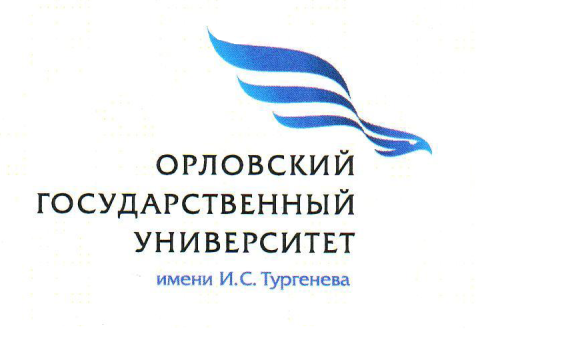 ОРЛОВСКИЙ
ГОСУДАРСТВЕННЫЙ
УНИВЕРСИТЕТ
имени И.С. Тургенева